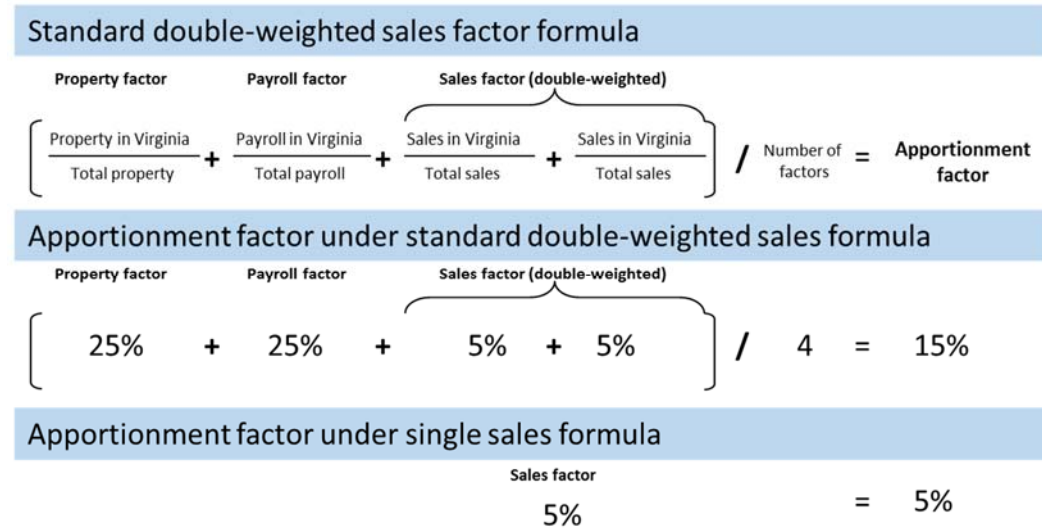 Standard double-weighted sales factor formula
Property factor Payroll factor Sales factor (double-weighted)
Property in Virginia Payroll in Virginia Sales in Virginia Sales in Virginia
+ + + / Number of factors = Apportionment factor
Total property Total payroll Total sales Total sales
Apportionment factor under standard double-weighted sales formula
Property factor Payroll factor Sales factor (double-weighted)
25% + 25% + 5% + 5% / 4 = 15%
Apportionment factor under single sales formula
Sales factor
5% = 5%